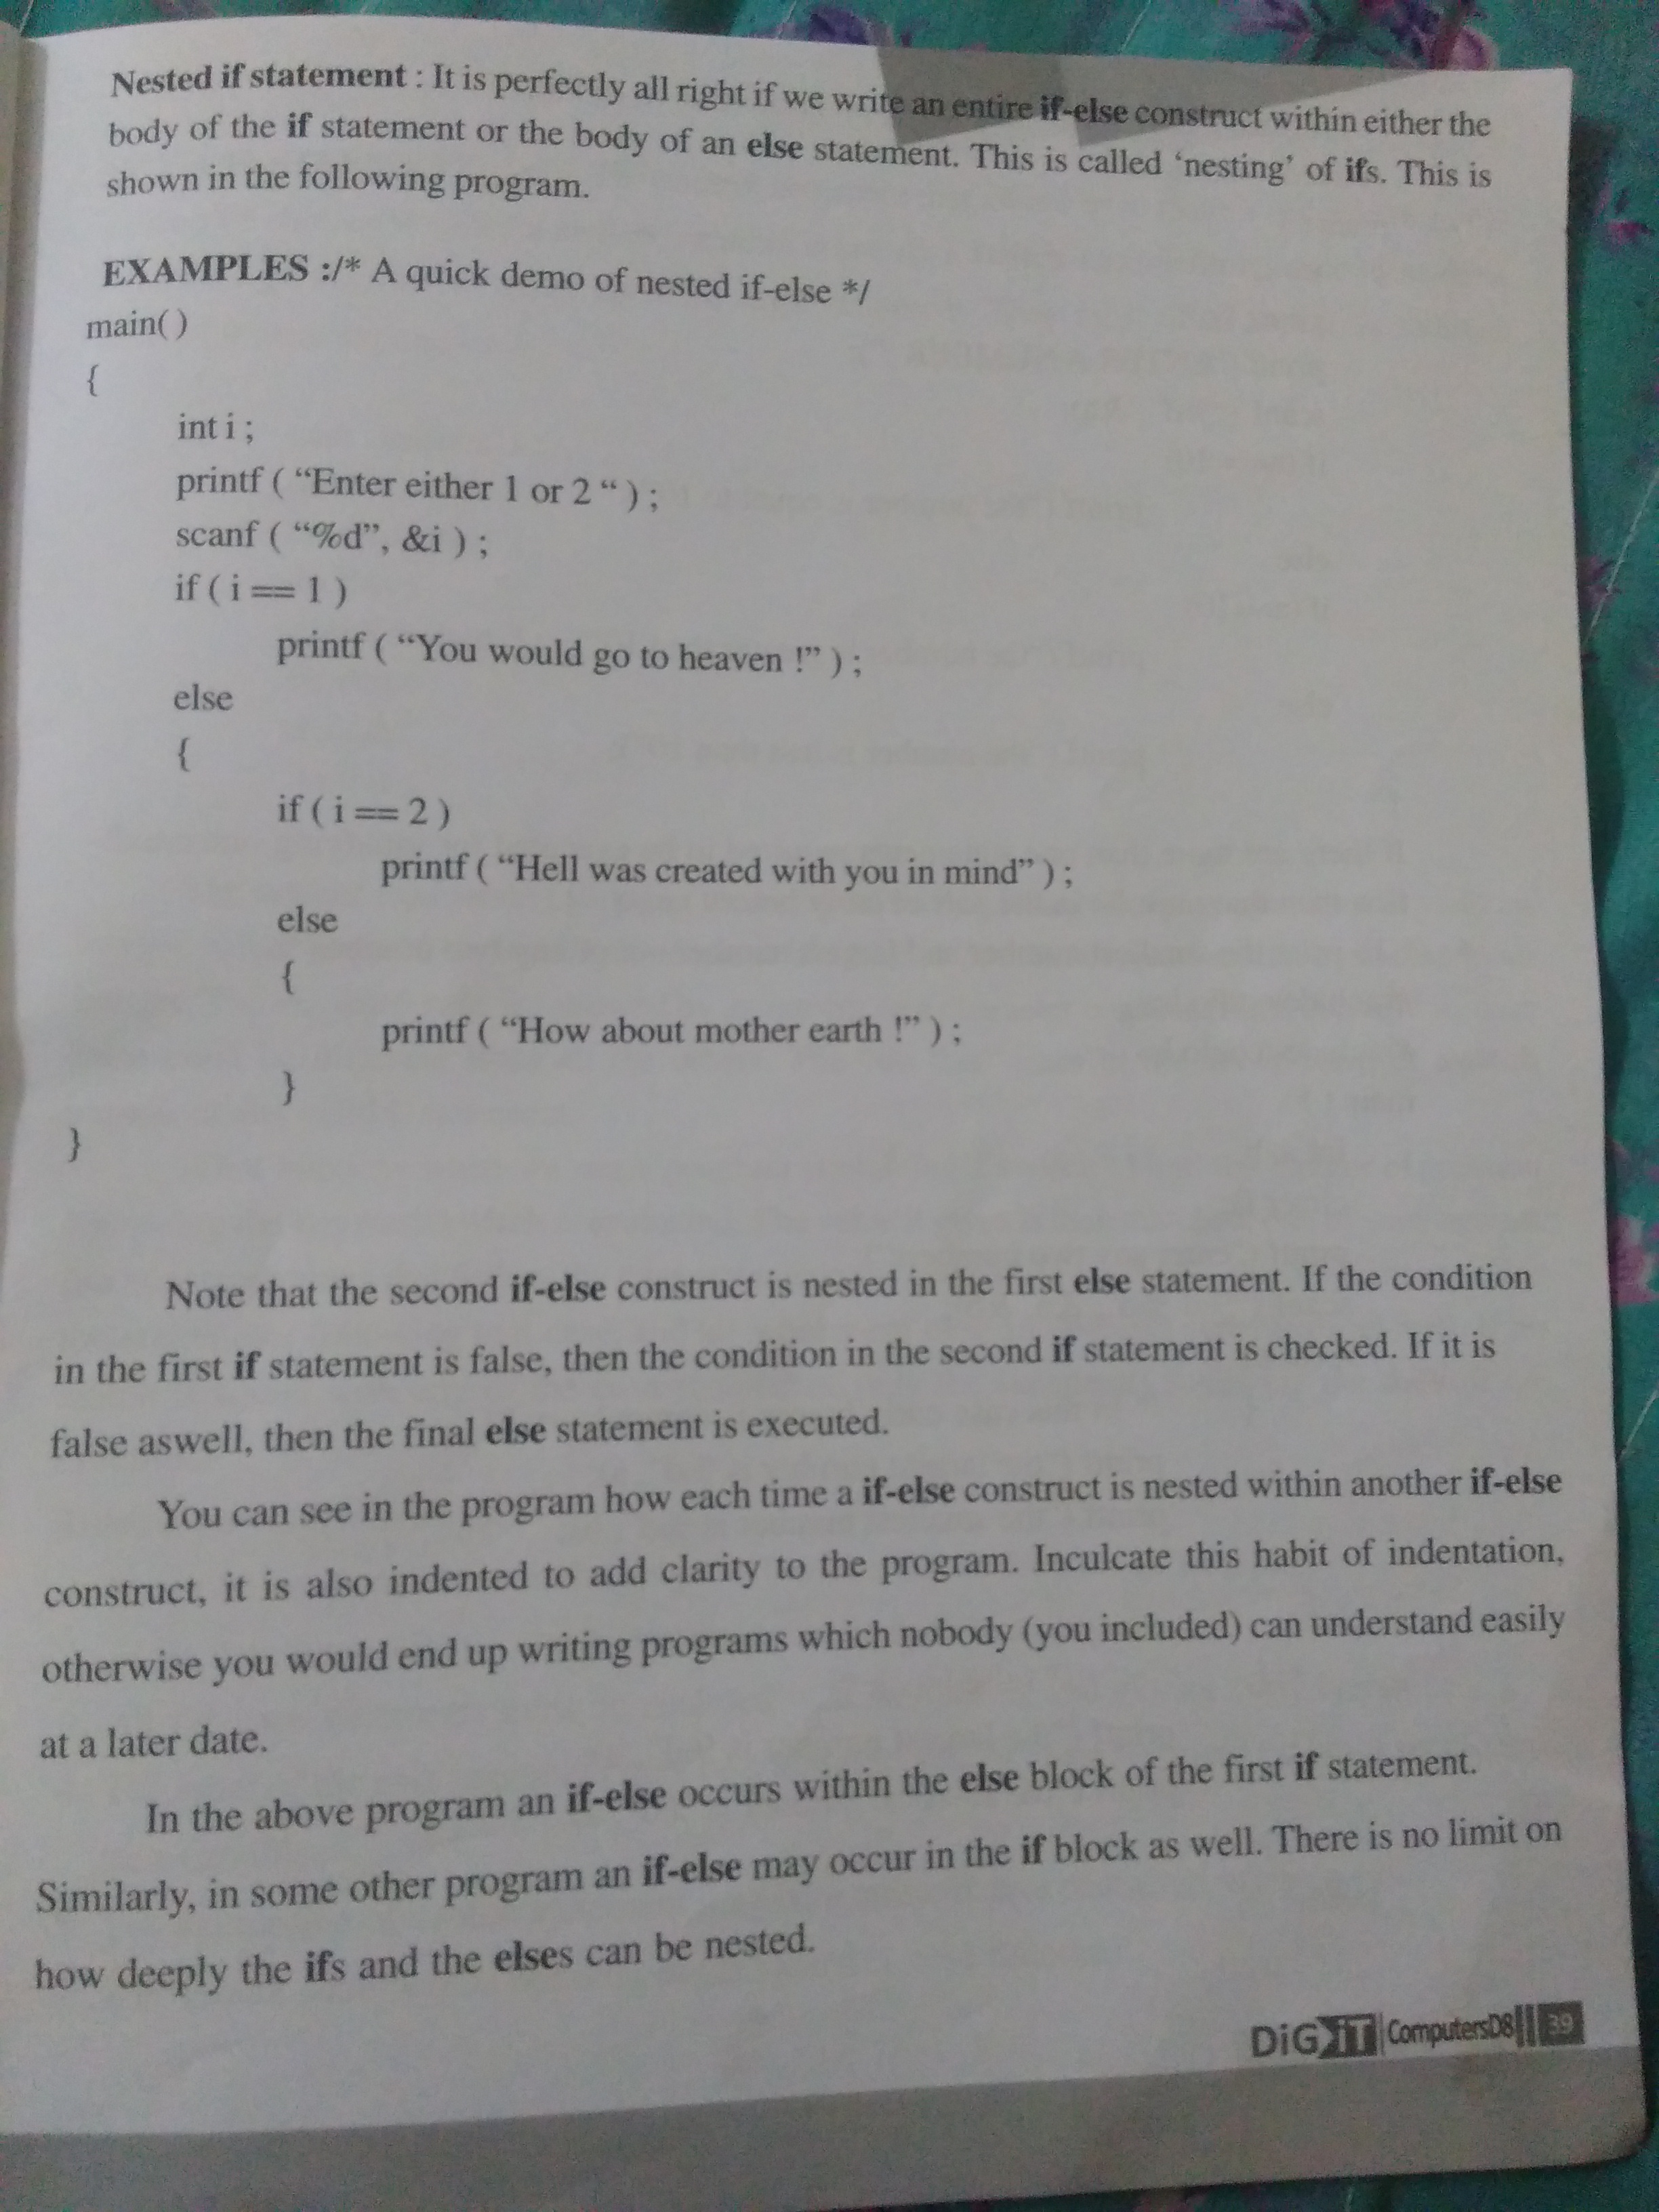 Nested if statement : It is perfectly all right if we write an entire if-else construct within either the
body of the if statement or the body of an else statement. This is called ‘nesting’ of ifs. This is
shown in the following program.
EXAMPLES :/* A quick demo of nested if-else */
main( )
{
int i ;
printf ( “Enter either 1 or 2 “ ) ;
scanf ( “%d”, &i ) ;
if ( i == 1 )
printf ( “You would go to heaven !” ) ;
else
{
if ( i == 2 )
printf ( “Hell was created with you in mind” ) ;
else
{
printf ( “How about mother earth !” ) ;
}
}
Note that the second if-else construct is nested in the first else statement. If the condition
in the first if statement is false, then the condition in the second if statement is checked. If it is
false aswell, then the final else statement is executed.
You can see in the program how each time a if-else construct is nested within another if-else
construct, it is also indented to add clarity to the program. Inculcate this habit of indentation,
otherwise you would end up writing programs which nobody (you included) can understand easily
at a later date.
In the above program an if-else occurs within the else block of the first if statement.
Similarly, in some other program an if-else may occur in the if block as well. There is no limit on
how deeply the ifs and the elses can be nested.
DiGiT ComputersD8 39